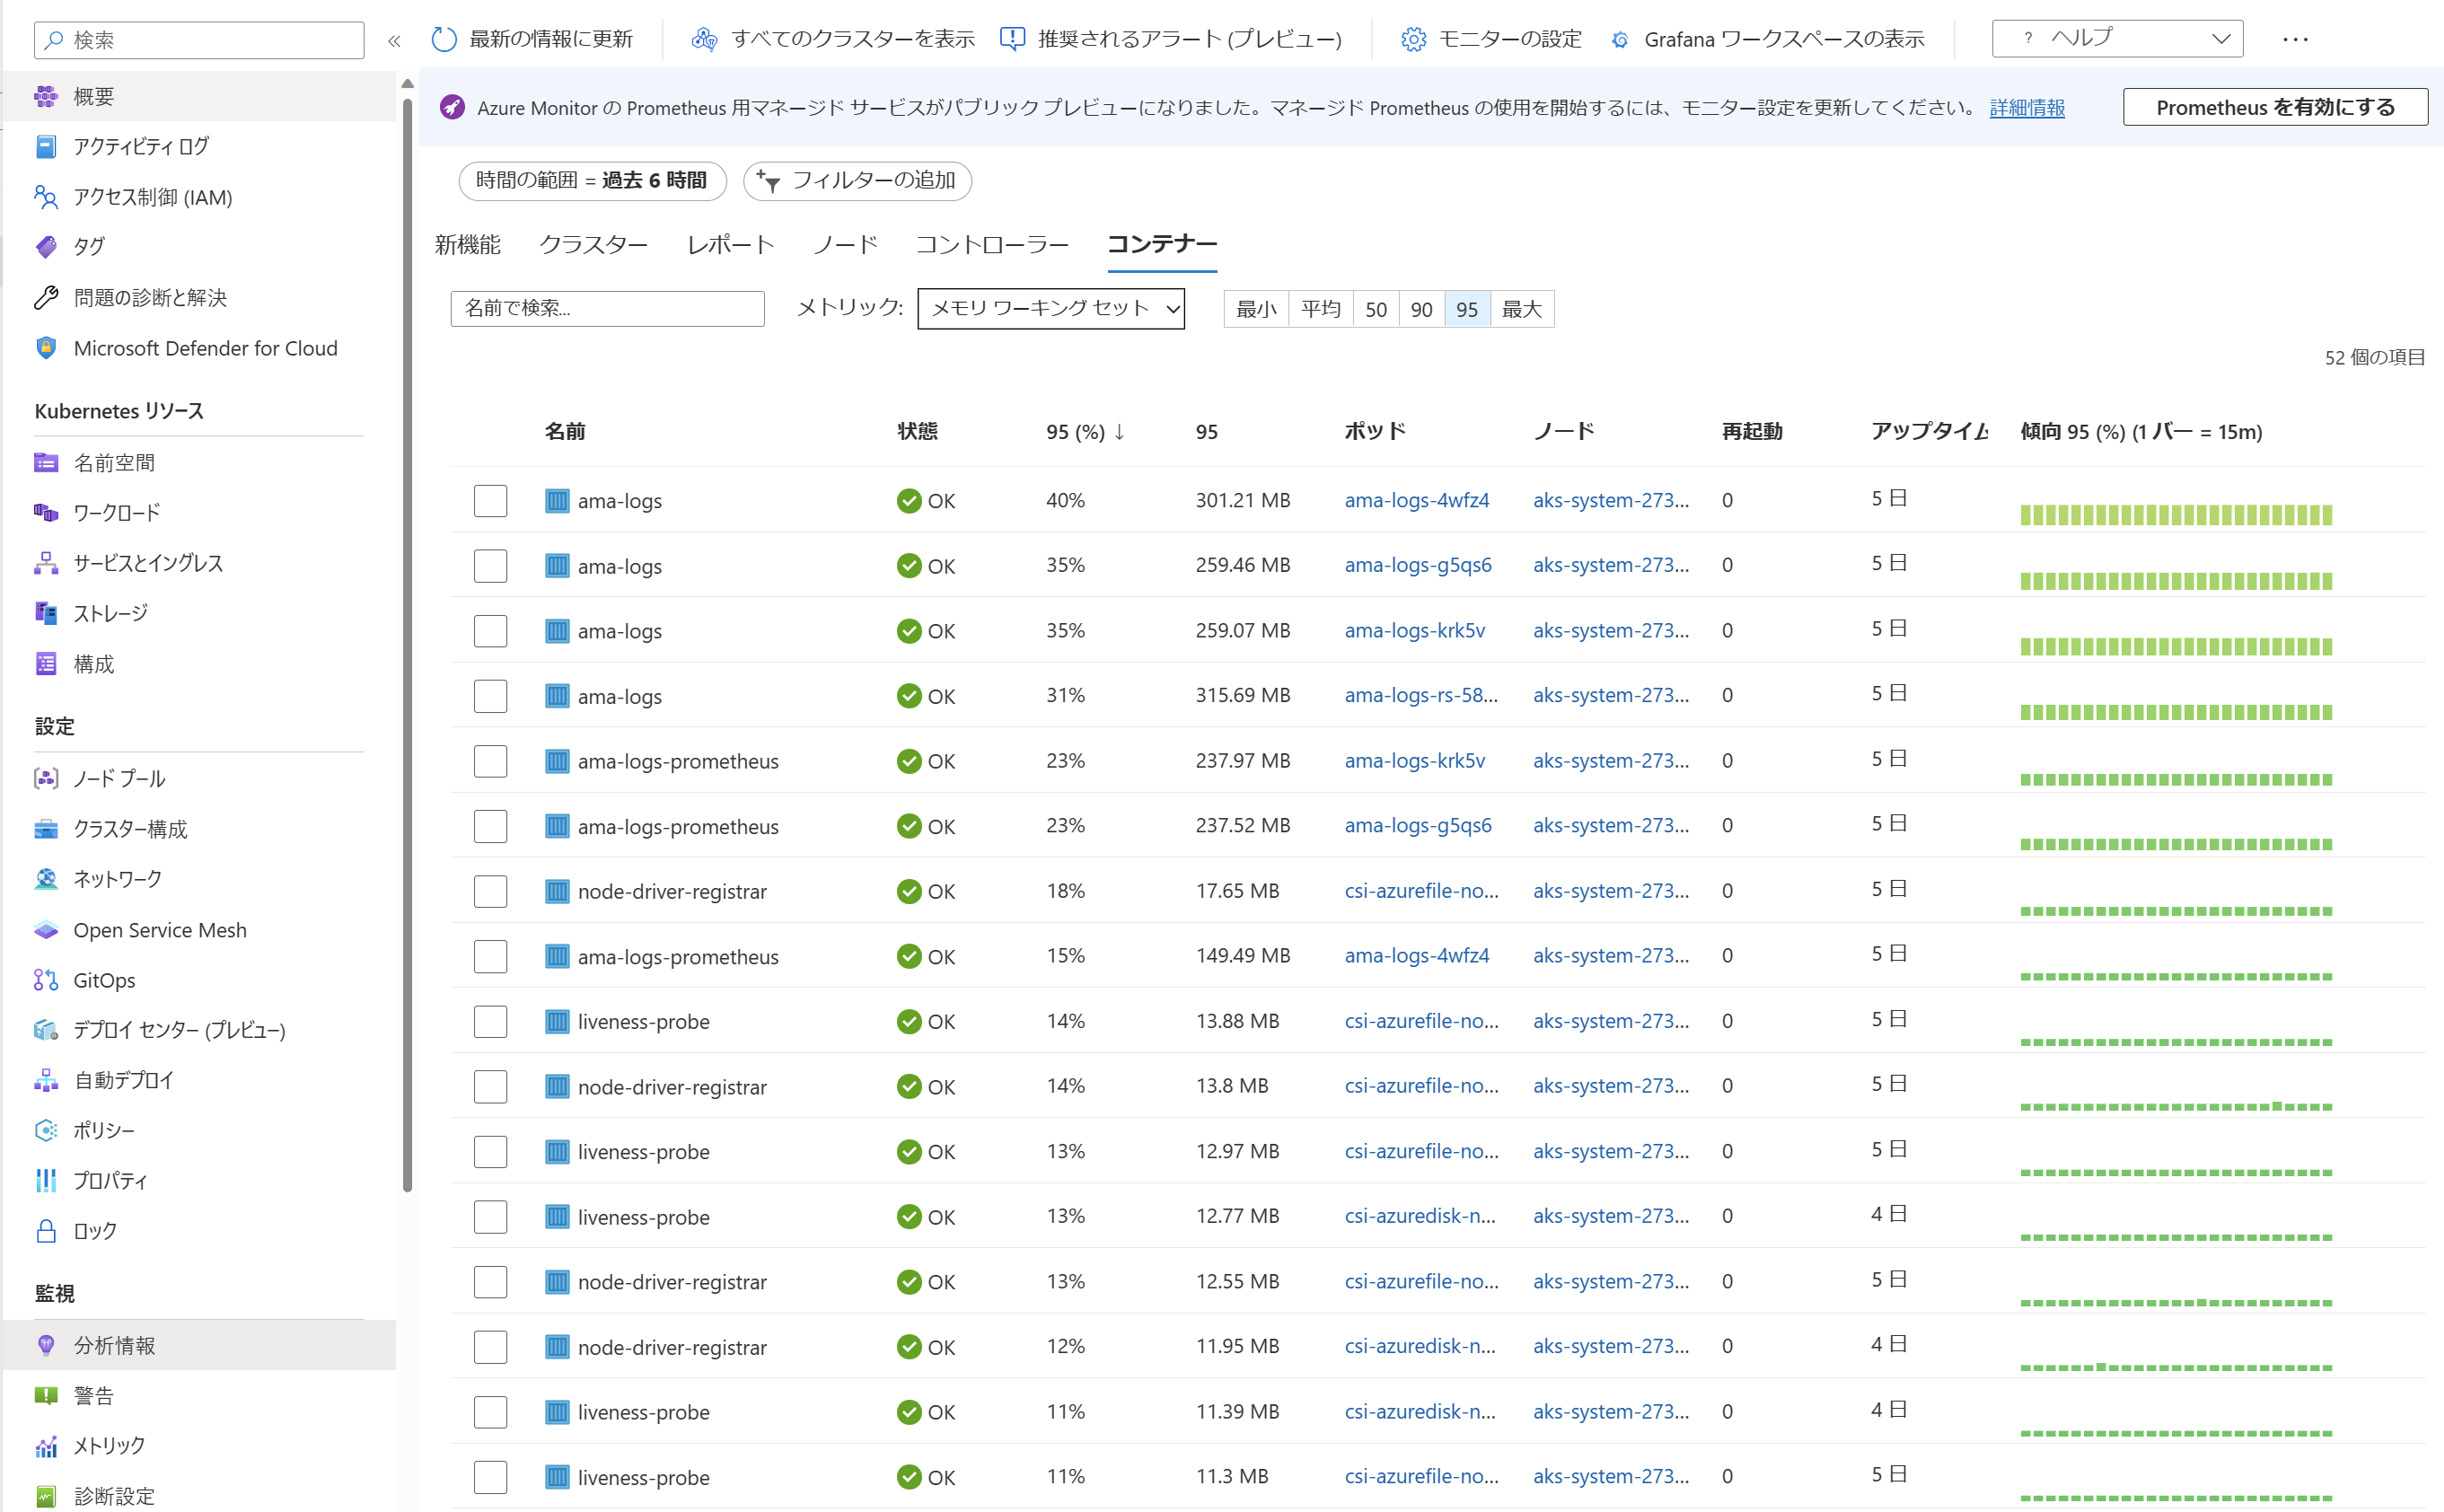 検索
«
最新の情報に更新
すべてのクラスターを表示
推奨されるアラート (プレビュー)
モニターの設定
Grafana ワークスペースの表示
? ヘルプ
...
Azure Monitor の Prometheus 用マネージド サービスがパブリック プレビューになりました。マネージド Prometheus の使用を開始するには、モニター設定を更新してください。 詳細情報
Prometheus を有効にする
概要
アクティビティ ログ
アクセス制御 (IAM)
タグ
問題の診断と解決
Microsoft Defender for Cloud
Kubernetes リソース
名前空間
ワークロード
サービスとイングレス
ストレージ
構成
設定
ノード プール
クラスター構成
ネットワーク
Open Service Mesh
GitOps
デプロイ センター (プレビュー)
自動デプロイ
ポリシー
プロパティ
ロック
監視
分析情報
警告
メトリック
診断設定
時間の範囲 = 過去 6 時間
フィルターの追加
新機能 クラスター レポート ノード コントローラー コンテナー
名前で検索...
メトリック: メモリ ワーキング セット
最小 平均 50 90 95 最大
52 個の項目
名前 状態 95 (%) ↓ 95 ポッド ノード 再起動 アップタイム 傾向 95 (%) (1 バー = 15m)
ama-logs OK 40% 301.21 MB ama-logs-4wfz4 aks-system-273... 0 5 日
ama-logs OK 35% 259.46 MB ama-logs-g5qs6 aks-system-273... 0 5 日
ama-logs OK 35% 259.07 MB ama-logs-krk5v aks-system-273... 0 5 日
ama-logs OK 31% 315.69 MB ama-logs-rs-58... aks-system-273... 0 5 日
ama-logs-prometheus OK 23% 237.97 MB ama-logs-krk5v aks-system-273... 0 5 日
ama-logs-prometheus OK 23% 237.52 MB ama-logs-g5qs6 aks-system-273... 0 5 日
node-driver-registrar OK 18% 17.65 MB csi-azurefile-no... aks-system-273... 0 5 日
ama-logs-prometheus OK 15% 149.49 MB ama-logs-4wfz4 aks-system-273... 0 5 日
liveness-probe OK 14% 13.88 MB csi-azurefile-no... aks-system-273... 0 5 日
node-driver-registrar OK 14% 13.8 MB csi-azurefile-no... aks-system-273... 0 5 日
liveness-probe OK 13% 12.97 MB csi-azurefile-no... aks-system-273... 0 5 日
liveness-probe OK 13% 12.77 MB csi-azuredisk-n... aks-system-273... 0 4 日
node-driver-registrar OK 13% 12.55 MB csi-azurefile-no... aks-system-273... 0 5 日
node-driver-registrar OK 12% 11.95 MB csi-azuredisk-n... aks-system-273... 0 4 日
liveness-probe OK 11% 11.39 MB csi-azuredisk-n... aks-system-273... 0 4 日
liveness-probe OK 11% 11.3 MB csi-azurefile-no... aks-system-273... 0 5 日